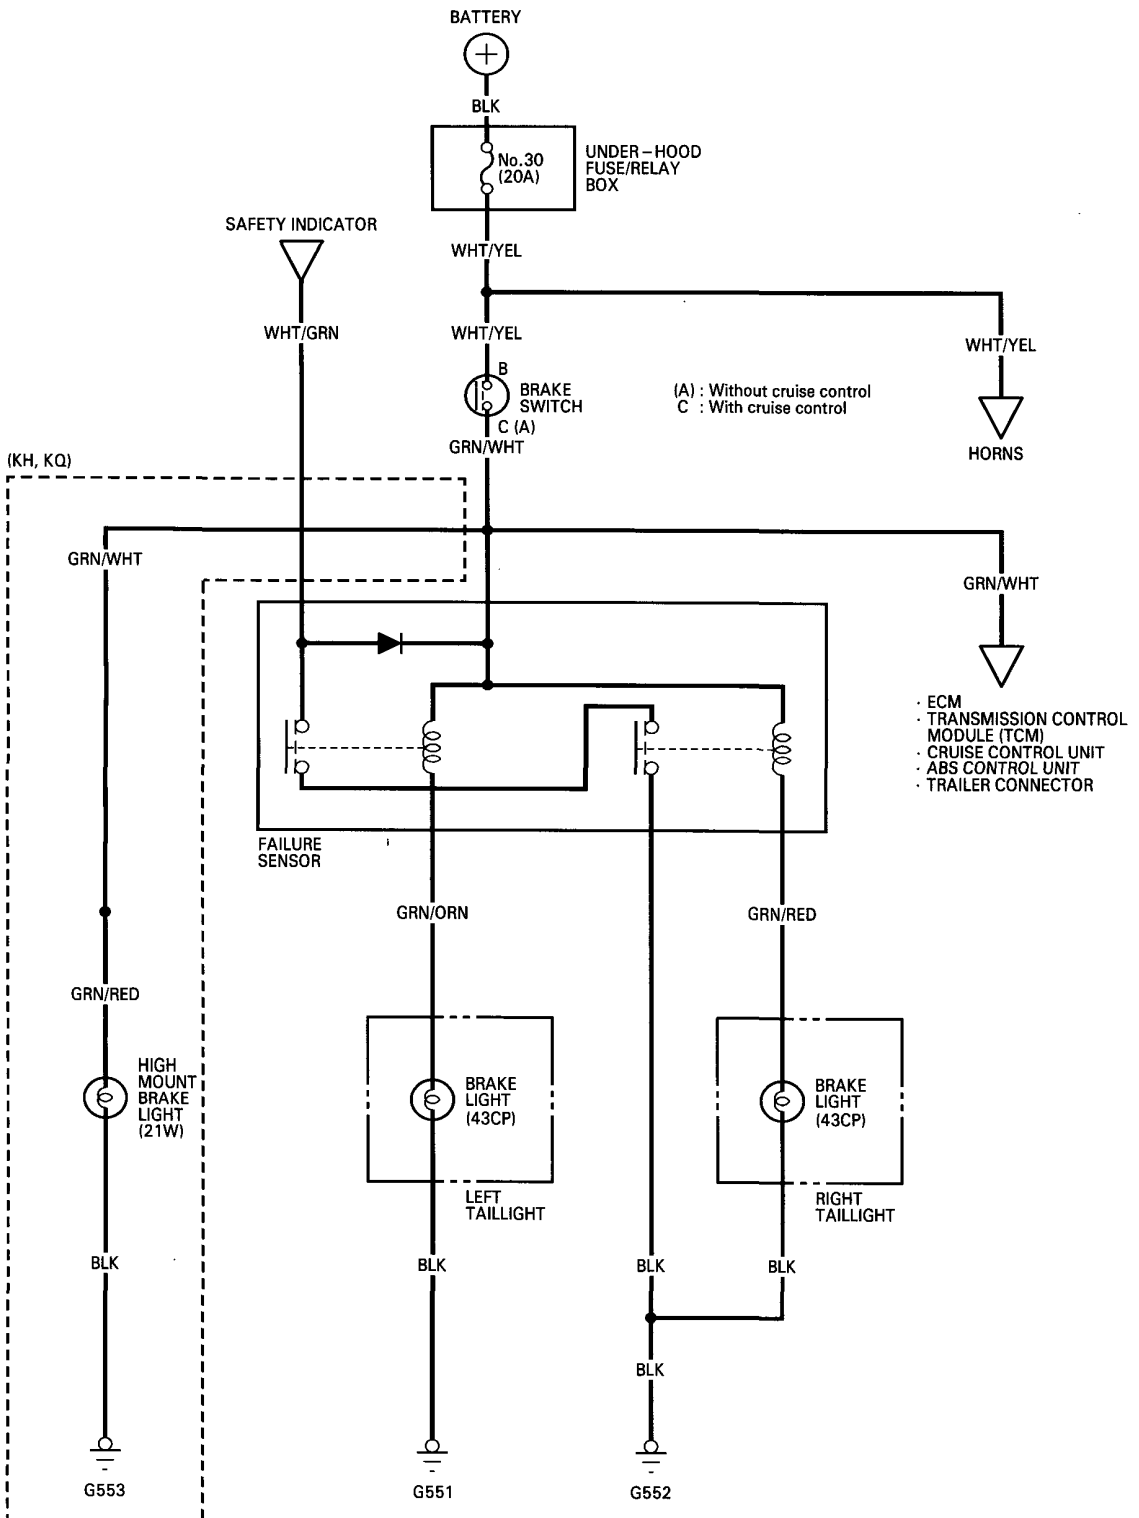 BATTERY
BLK
No.30
(20A)
UNDER-HOOD
FUSE/RELAY
BOX
SAFETY INDICATOR
WHT/YEL
WHT/GRN
WHT/YEL
WHT/YEL
B
BRAKE
SWITCH
(A) : Without cruise control
C : With cruise control
C (A)
GRN/WHT
HORNS
(KH, KQ)
GRN/WHT
GRN/WHT
· ECM
· TRANSMISSION CONTROL
MODULE (TCM)
· CRUISE CONTROL UNIT
· ABS CONTROL UNIT
· TRAILER CONNECTOR
FAILURE
SENSOR
GRN/ORN
GRN/RED
GRN/RED
HIGH
MOUNT
BRAKE
LIGHT
(21W)
BRAKE
LIGHT
(43CP)
BRAKE
LIGHT
(43CP)
LEFT
TAILLIGHT
RIGHT
TAILLIGHT
BLK
BLK
BLK
BLK
BLK
G553
G551
G552